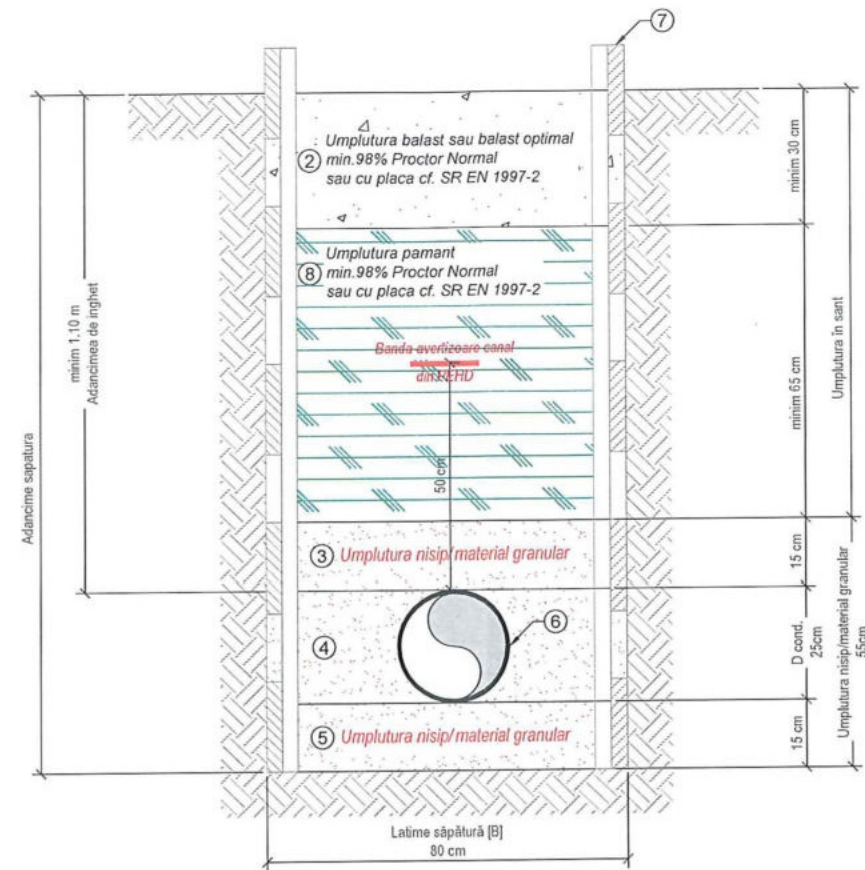 7
2
Umplutura balast sau balast optimal
min.98% Proctor Normal
sau cu placa cf. SR EN 1997-2
8
Umplutura pamant
min.98% Proctor Normal
sau cu placa cf. SR EN 1997-2
Banda avertizoare canal
din PEHD
50 cm
3
Umplutura nisip/material granular
4
6
5
Umplutura nisip/material granular
Adancime sapatura
minim 1,10 m
Adancimea de inghet
minim 30 cm
minim 65 cm
Umplutura în sant
15 cm
D cond.
25cm
15 cm
Umplutura nisip/material granular
55cm
Latime săpătură [B]
80 cm